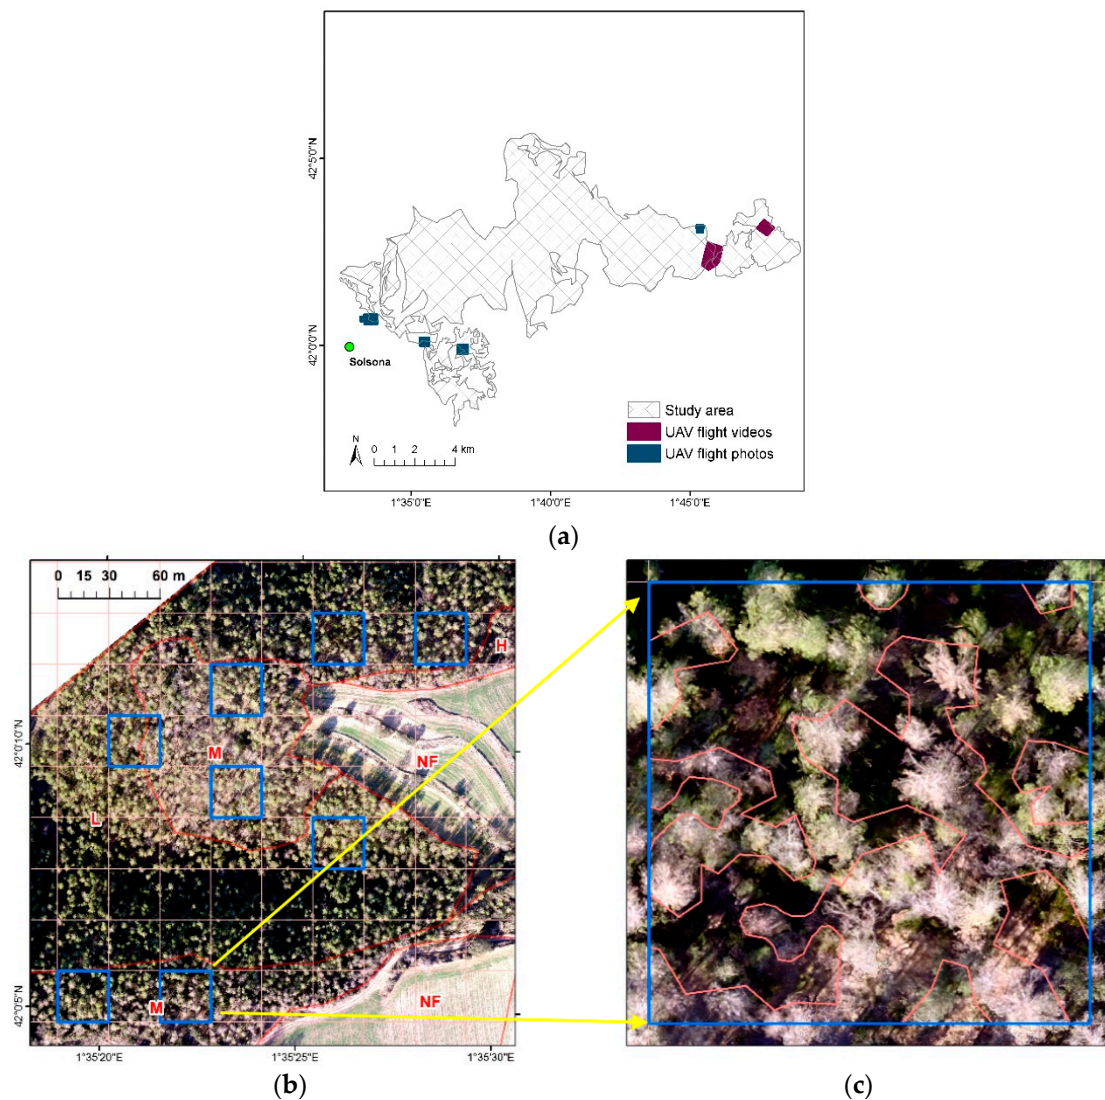 42°5'0"N
42°0'0"N
Solsona
N
0 1 2 4 km
Study area
UAV flight videos
UAV flight photos
1°35'0"E 1°40'0"E 1°45'0"E
(a)
0 15 30 60 m
H
42°0'10"N
M
NF
L
42°0'5"N
M
NF
1°35'20"E 1°35'25"E 1°35'30"E
(b) (c)